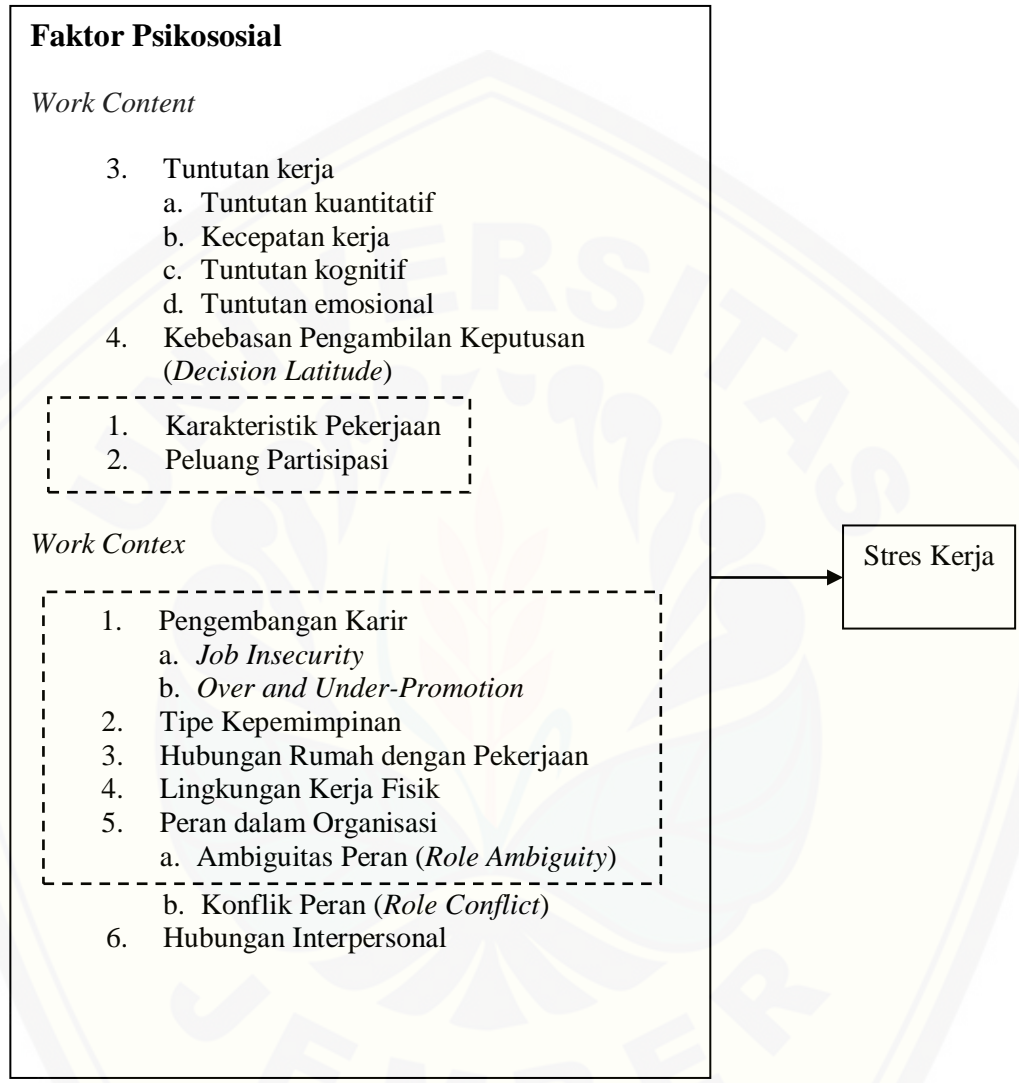 Faktor Psikososial
Work Content
3. Tuntutan kerja
a. Tuntutan kuantitatif
b. Kecepatan kerja
c. Tuntutan kognitif
d. Tuntutan emosional
4. Kebebasan Pengambilan Keputusan
(Decision Latitude)
1. Karakteristik Pekerjaan
2. Peluang Partisipasi
Work Contex
1. Pengembangan Karir
a. Job Insecurity
b. Over and Under-Promotion
2. Tipe Kepemimpinan
3. Hubungan Rumah dengan Pekerjaan
4. Lingkungan Kerja Fisik
5. Peran dalam Organisasi
a. Ambiguitas Peran (Role Ambiguity)
b. Konflik Peran (Role Conflict)
6. Hubungan Interpersonal
Stres Kerja
UNIVERSITAS
JEMBER